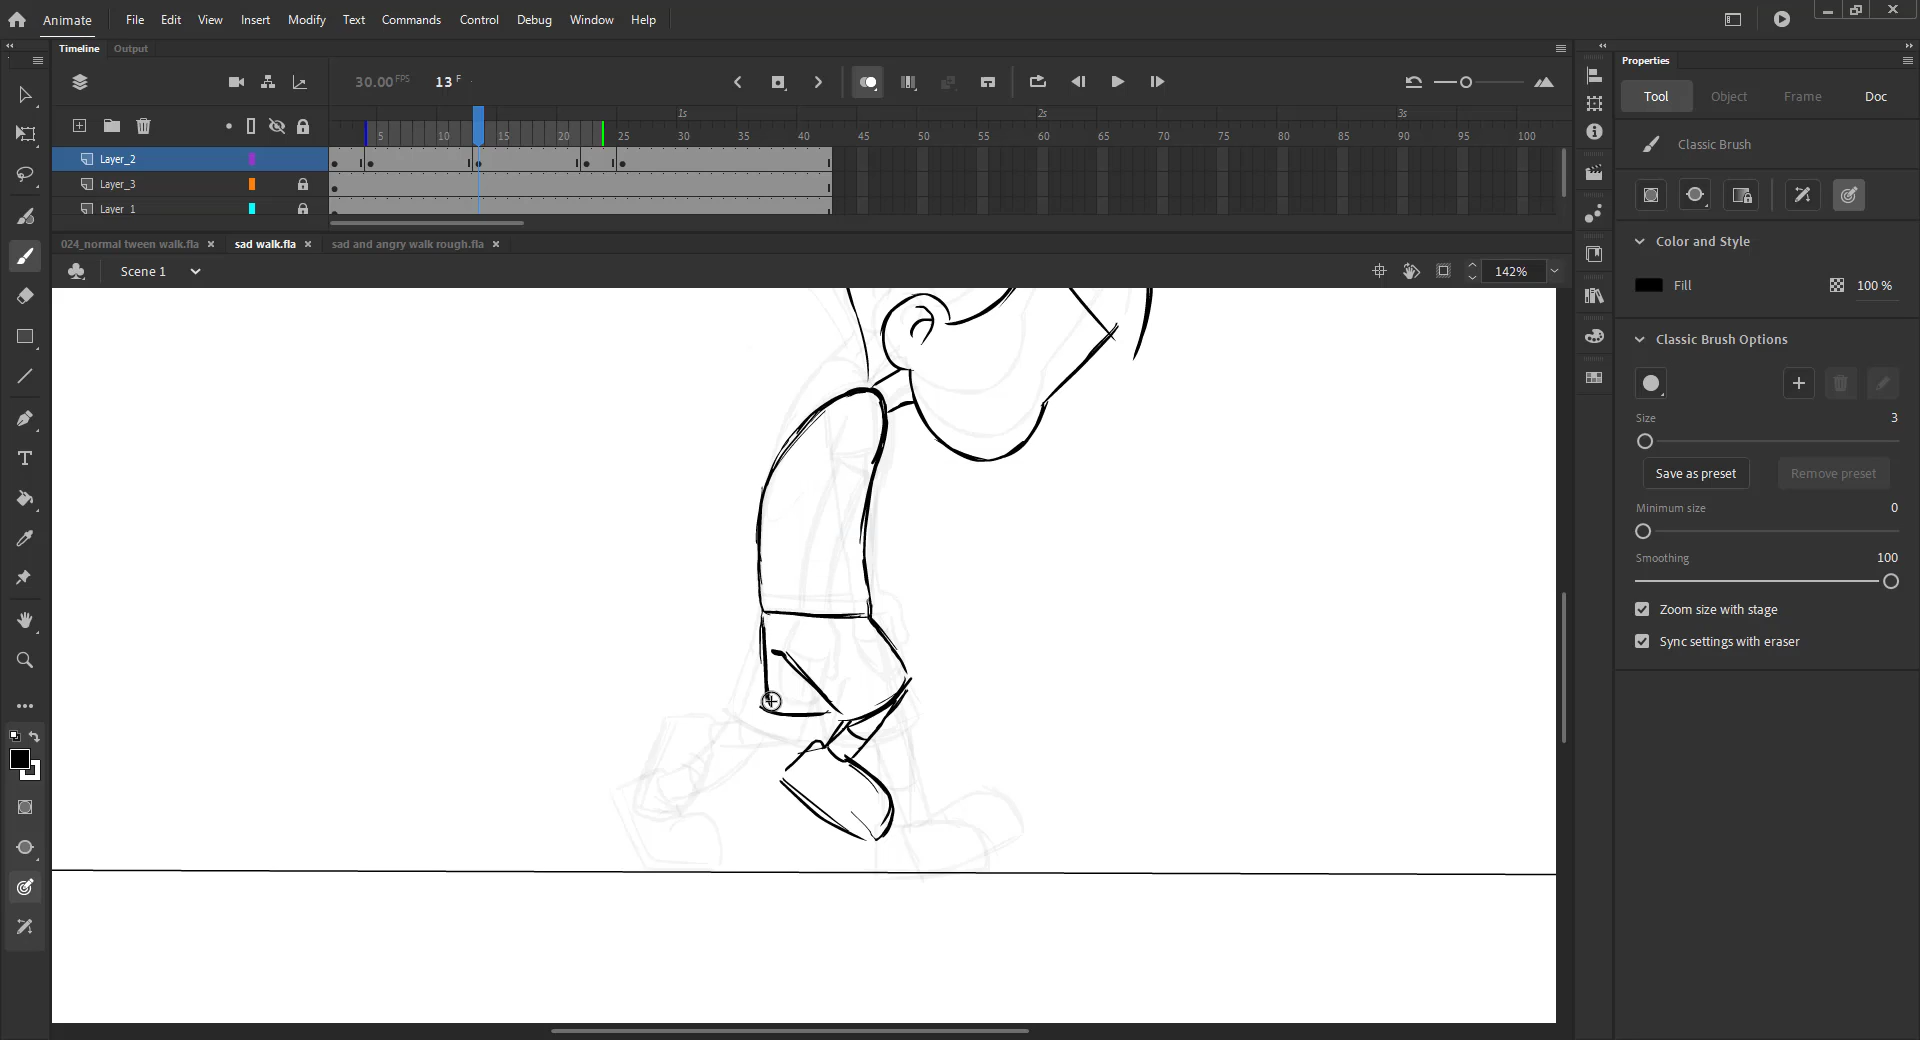 Animate File Edit View Insert Modify Text Commands Control Debug Window Help
Timeline Output
Properties
30.00 FPS 13 F
Tool Object Frame Doc
1s 2s 3s
5 10 15 20 25 30 35 40 45 50 55 60 65 70 75 80 85 90 95 100
Classic Brush
Layer_2
Layer_3
Layer_1
024_normal tween walk.fla × sad walk.fla × sad and angry walk rough.fla ×
Color and Style
Scene 1 142%
Fill 100 %
Classic Brush Options
Size 3
Save as preset Remove preset
Minimum size 0
Smoothing 100
Zoom size with stage
Sync settings with eraser